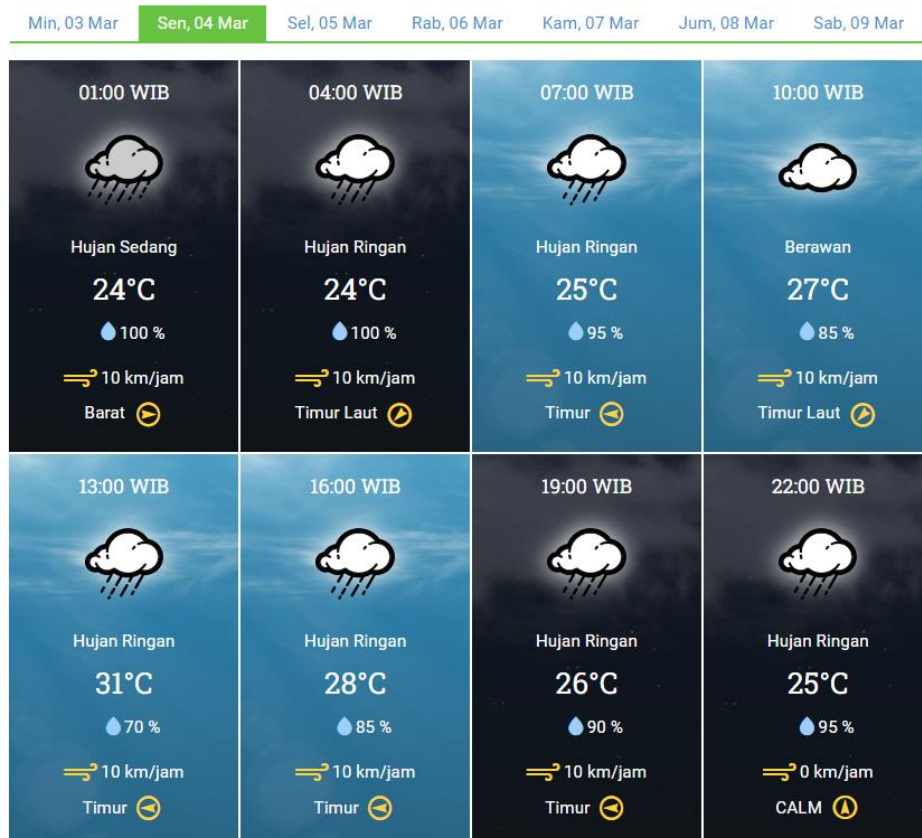 Min, 03 Mar Sen, 04 Mar Sel, 05 Mar Rab, 06 Mar Kam, 07 Mar Jum, 08 Mar Sab, 09 Mar
01:00 WIB
Hujan Sedang
24°C
100 %
10 km/jam
Barat
04:00 WIB
Hujan Ringan
24°C
100 %
10 km/jam
Timur Laut
07:00 WIB
Hujan Ringan
25°C
95 %
10 km/jam
Timur
10:00 WIB
Berawan
27°C
85 %
10 km/jam
Timur Laut
13:00 WIB
Hujan Ringan
31°C
70 %
10 km/jam
Timur
16:00 WIB
Hujan Ringan
28°C
85 %
10 km/jam
Timur
19:00 WIB
Hujan Ringan
26°C
90 %
10 km/jam
Timur
22:00 WIB
Hujan Ringan
25°C
95 %
0 km/jam
CALM